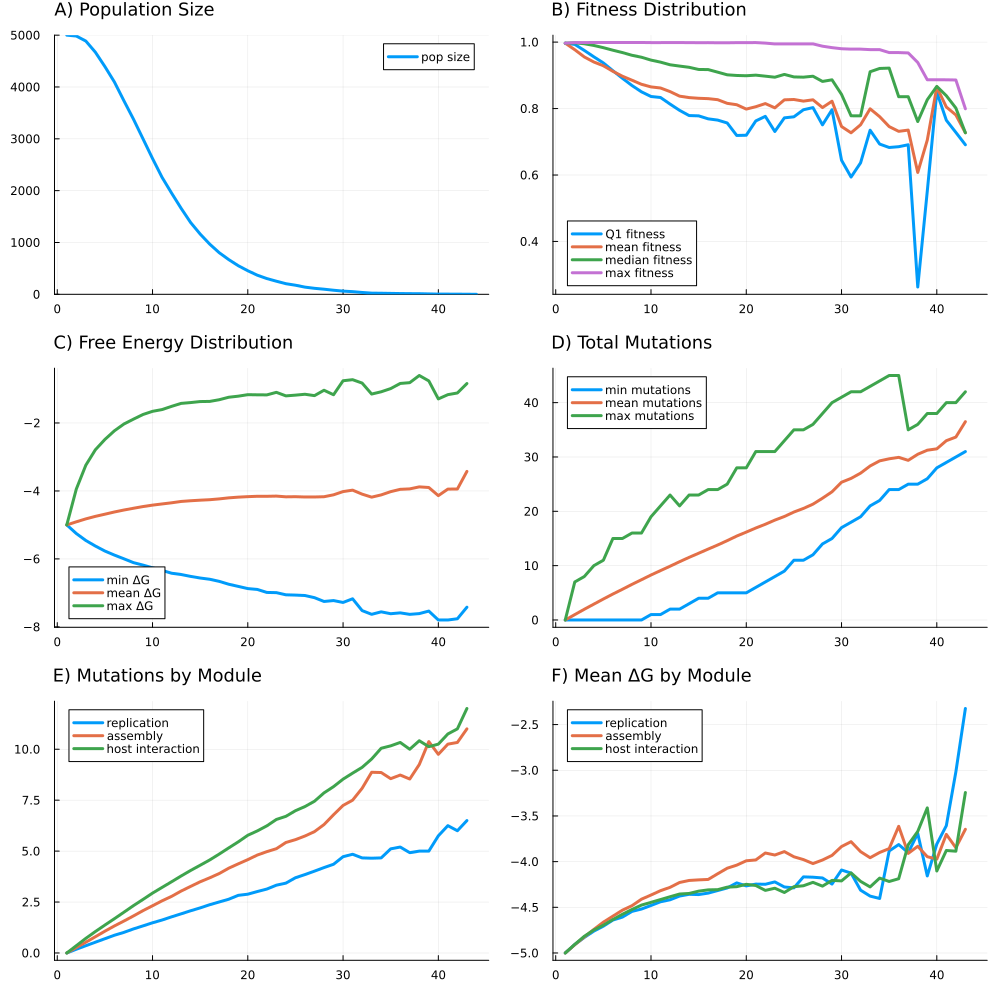 A) Population Size
5000
4000
3000
2000
1000
0
0 10 20 30 40
pop size
B) Fitness Distribution
1.0
0.8
0.6
0.4
0 10 20 30 40
Q1 fitness
mean fitness
median fitness
max fitness
C) Free Energy Distribution
−2
−4
−6
−8
0 10 20 30 40
min ΔG
mean ΔG
max ΔG
D) Total Mutations
40
30
20
10
0
0 10 20 30 40
min mutations
mean mutations
max mutations
E) Mutations by Module
10.0
7.5
5.0
2.5
0.0
0 10 20 30 40
replication
assembly
host interaction
F) Mean ΔG by Module
−2.5
−3.0
−3.5
−4.0
−4.5
−5.0
0 10 20 30 40
replication
assembly
host interaction